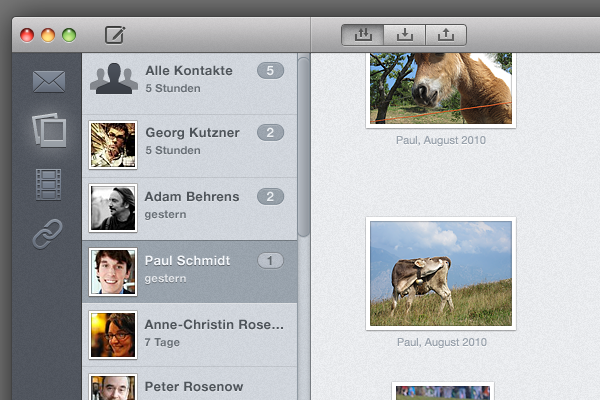 Alle Kontakte 5
5 Stunden
Georg Kutzner 2
5 Stunden
Adam Behrens 2
gestern
Paul Schmidt 1
gestern
Anne-Christin Rose...
7 Tage
Peter Rosenow
Paul, August 2010
Paul, August 2010